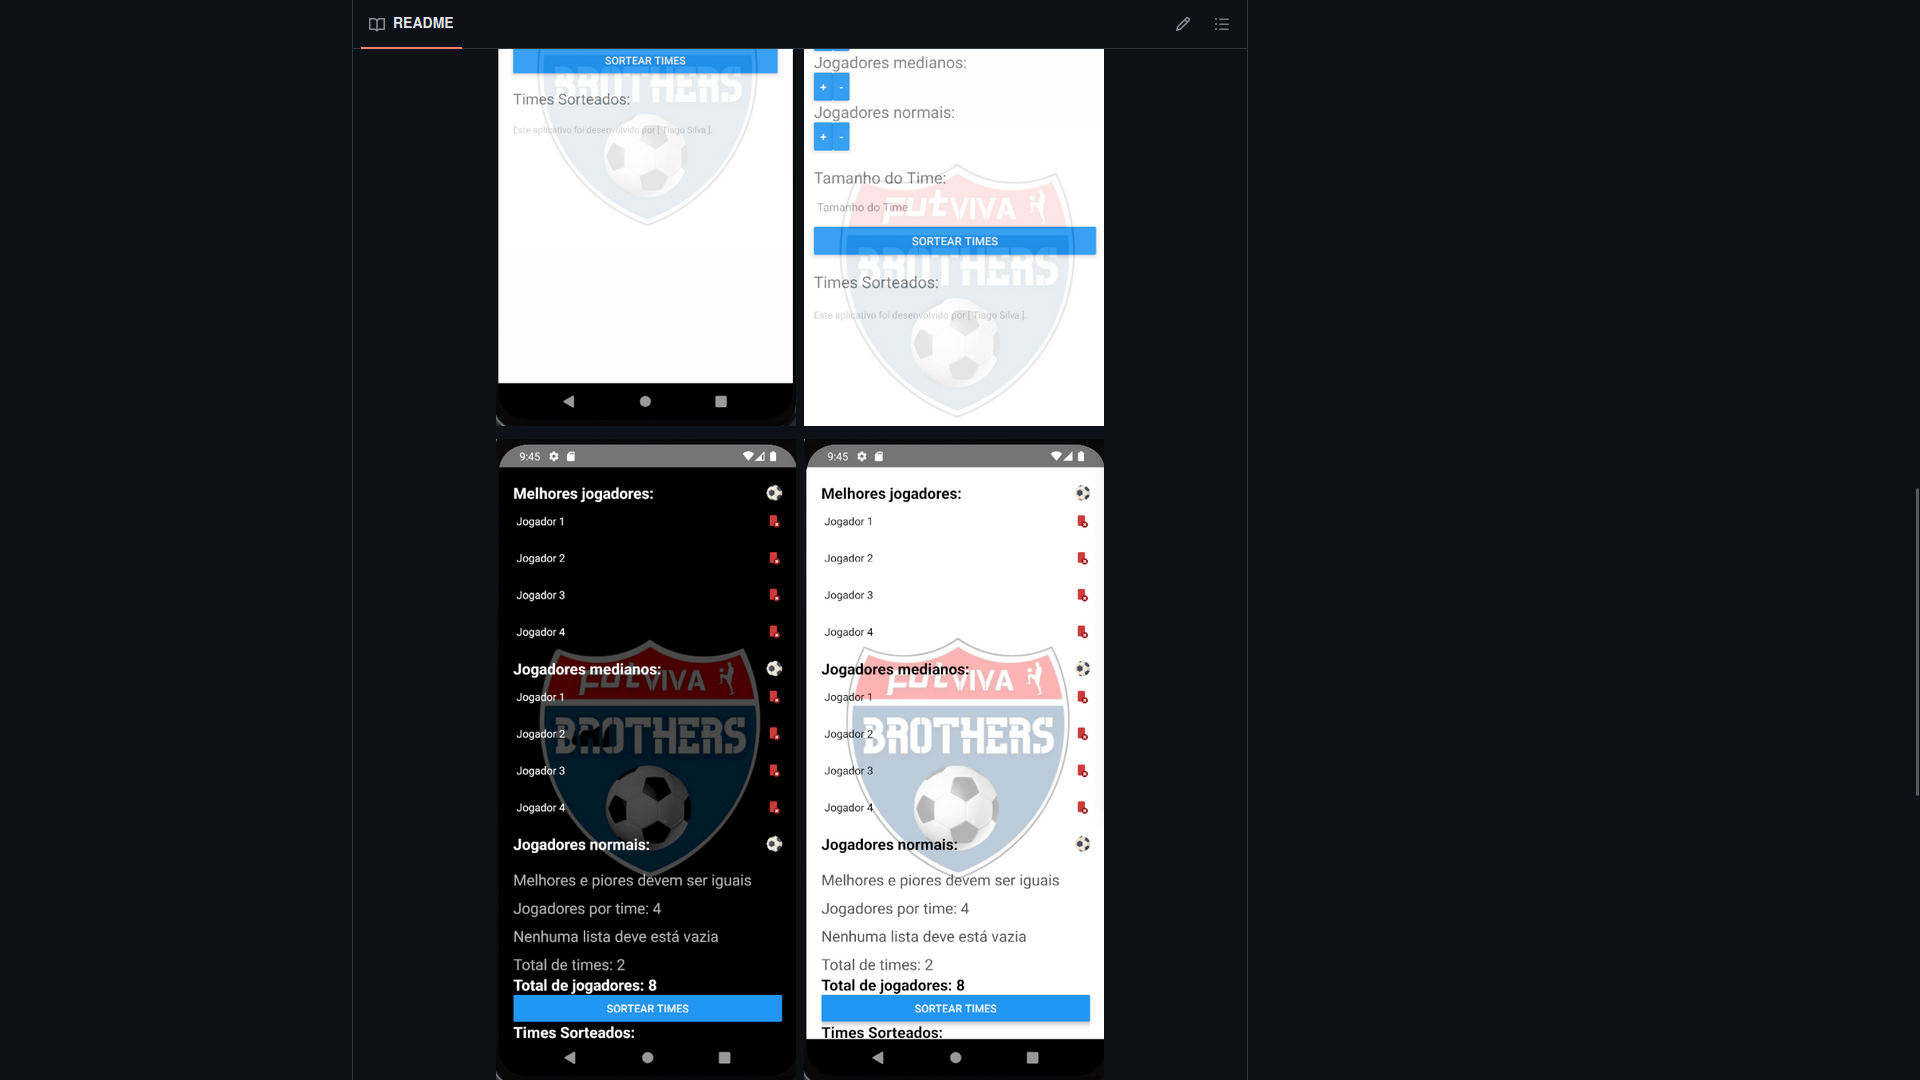 README
SORTEAR TIMES
BROTHERS
Times Sorteados:
Este aplicativo foi desenvolvido por [ Tiago Silva ].
Jogadores medianos:
+ -
Jogadores normais:
+ -
Tamanho do Time:
FUTVIVA
Tamanho do Time
SORTEAR TIMES
BROTHERS
Times Sorteados:
Este aplicativo foi desenvolvido por [ Tiago Silva ].
9:45
Melhores jogadores:
Jogador 1
Jogador 2
Jogador 3
Jogador 4
Jogadores medianos:
FUTVIVA
Jogador 1
Jogador 2
BROTHERS
Jogador 3
Jogador 4
Jogadores normais:
Melhores e piores devem ser iguais
Jogadores por time: 4
Nenhuma lista deve está vazia
Total de times: 2
Total de jogadores: 8
SORTEAR TIMES
Times Sorteados:
9:45
Melhores jogadores:
Jogador 1
Jogador 2
Jogador 3
Jogador 4
Jogadores medianos:
FUTVIVA
Jogador 1
Jogador 2
BROTHERS
Jogador 3
Jogador 4
Jogadores normais:
Melhores e piores devem ser iguais
Jogadores por time: 4
Nenhuma lista deve está vazia
Total de times: 2
Total de jogadores: 8
SORTEAR TIMES
Times Sorteados: